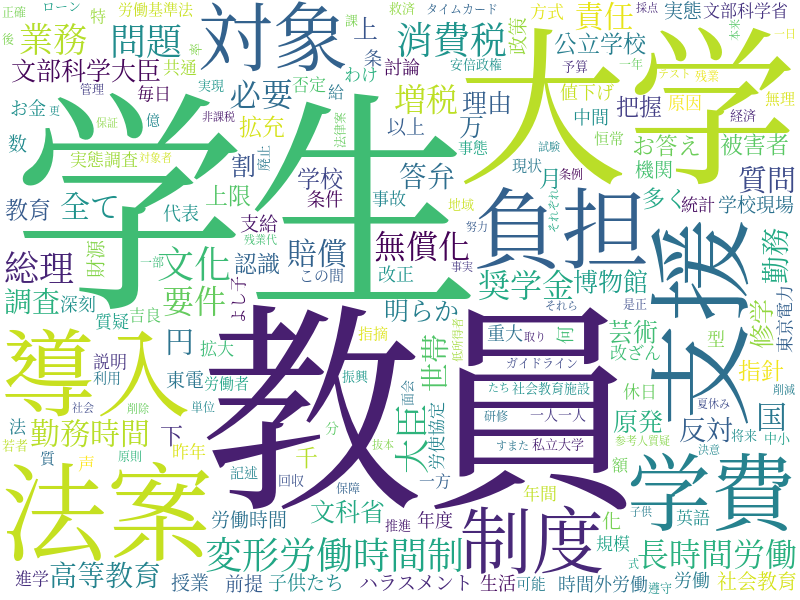 正確
ローン
特
労働基準法
後
業務
問題
対象
上
消費税
政策
救済
タイムカード
課
方式
採点
責任
実態
文部科学省
本来
一日
文部科学大臣
共通
条
安倍政権
公立学校
予算
一年
テスト
残業
お金
更
毎日
否定
わけ
討論
必要
給
増税
理由
値下げ
原因
無理
管理
実現
非課税
拡充
法律案
以上
万
中間
把握
経済
数
保証
億
廃止
答弁
試験
事態
恒常
お答え
被害者
実態調査
対象者
割
学校
上限
条件
事故
現状
月
条例
機関
質問
教育
全て
代表
支給
地域
それぞれ
多く
統計
学校現場
学生
大学
負担
支援
総理
財源
残業代
文化
認識
賠償
この間
努力
無償化
奨学金
博物館
勤務
調査
深刻
一部
要件
改正
事実
明らか
それら
是正
修学
東京電力
質疑
吉良
よし子
低所得者
円
指摘
世帯
重大
取り
何
芸術
型
導入
拡大
ガイドライン
改ざん
指針
説明
利用
東電
労働者
振興
面会
たち
社会教育施設
休日
削減
法
社会
削除
単位
教員
大臣
労使協定
研修
一人一人
原発
国
夏休み
若者
勤務時間
下
分
抜本
すまた
私立大学
参考人質疑
反対
将来
中小
質
原則
昨年
千
声
記述
回収
一方
額
決意
法案
保障
年間
学費
子供
労働時間
文科省
推進
年度
制度
化
英語
変形労働時間制
規模
式
長時間労働
進学
高等教育
授業
前提
子供たち
ハラスメント
生活
可能
時間外労働
遵守
労働
社会教育